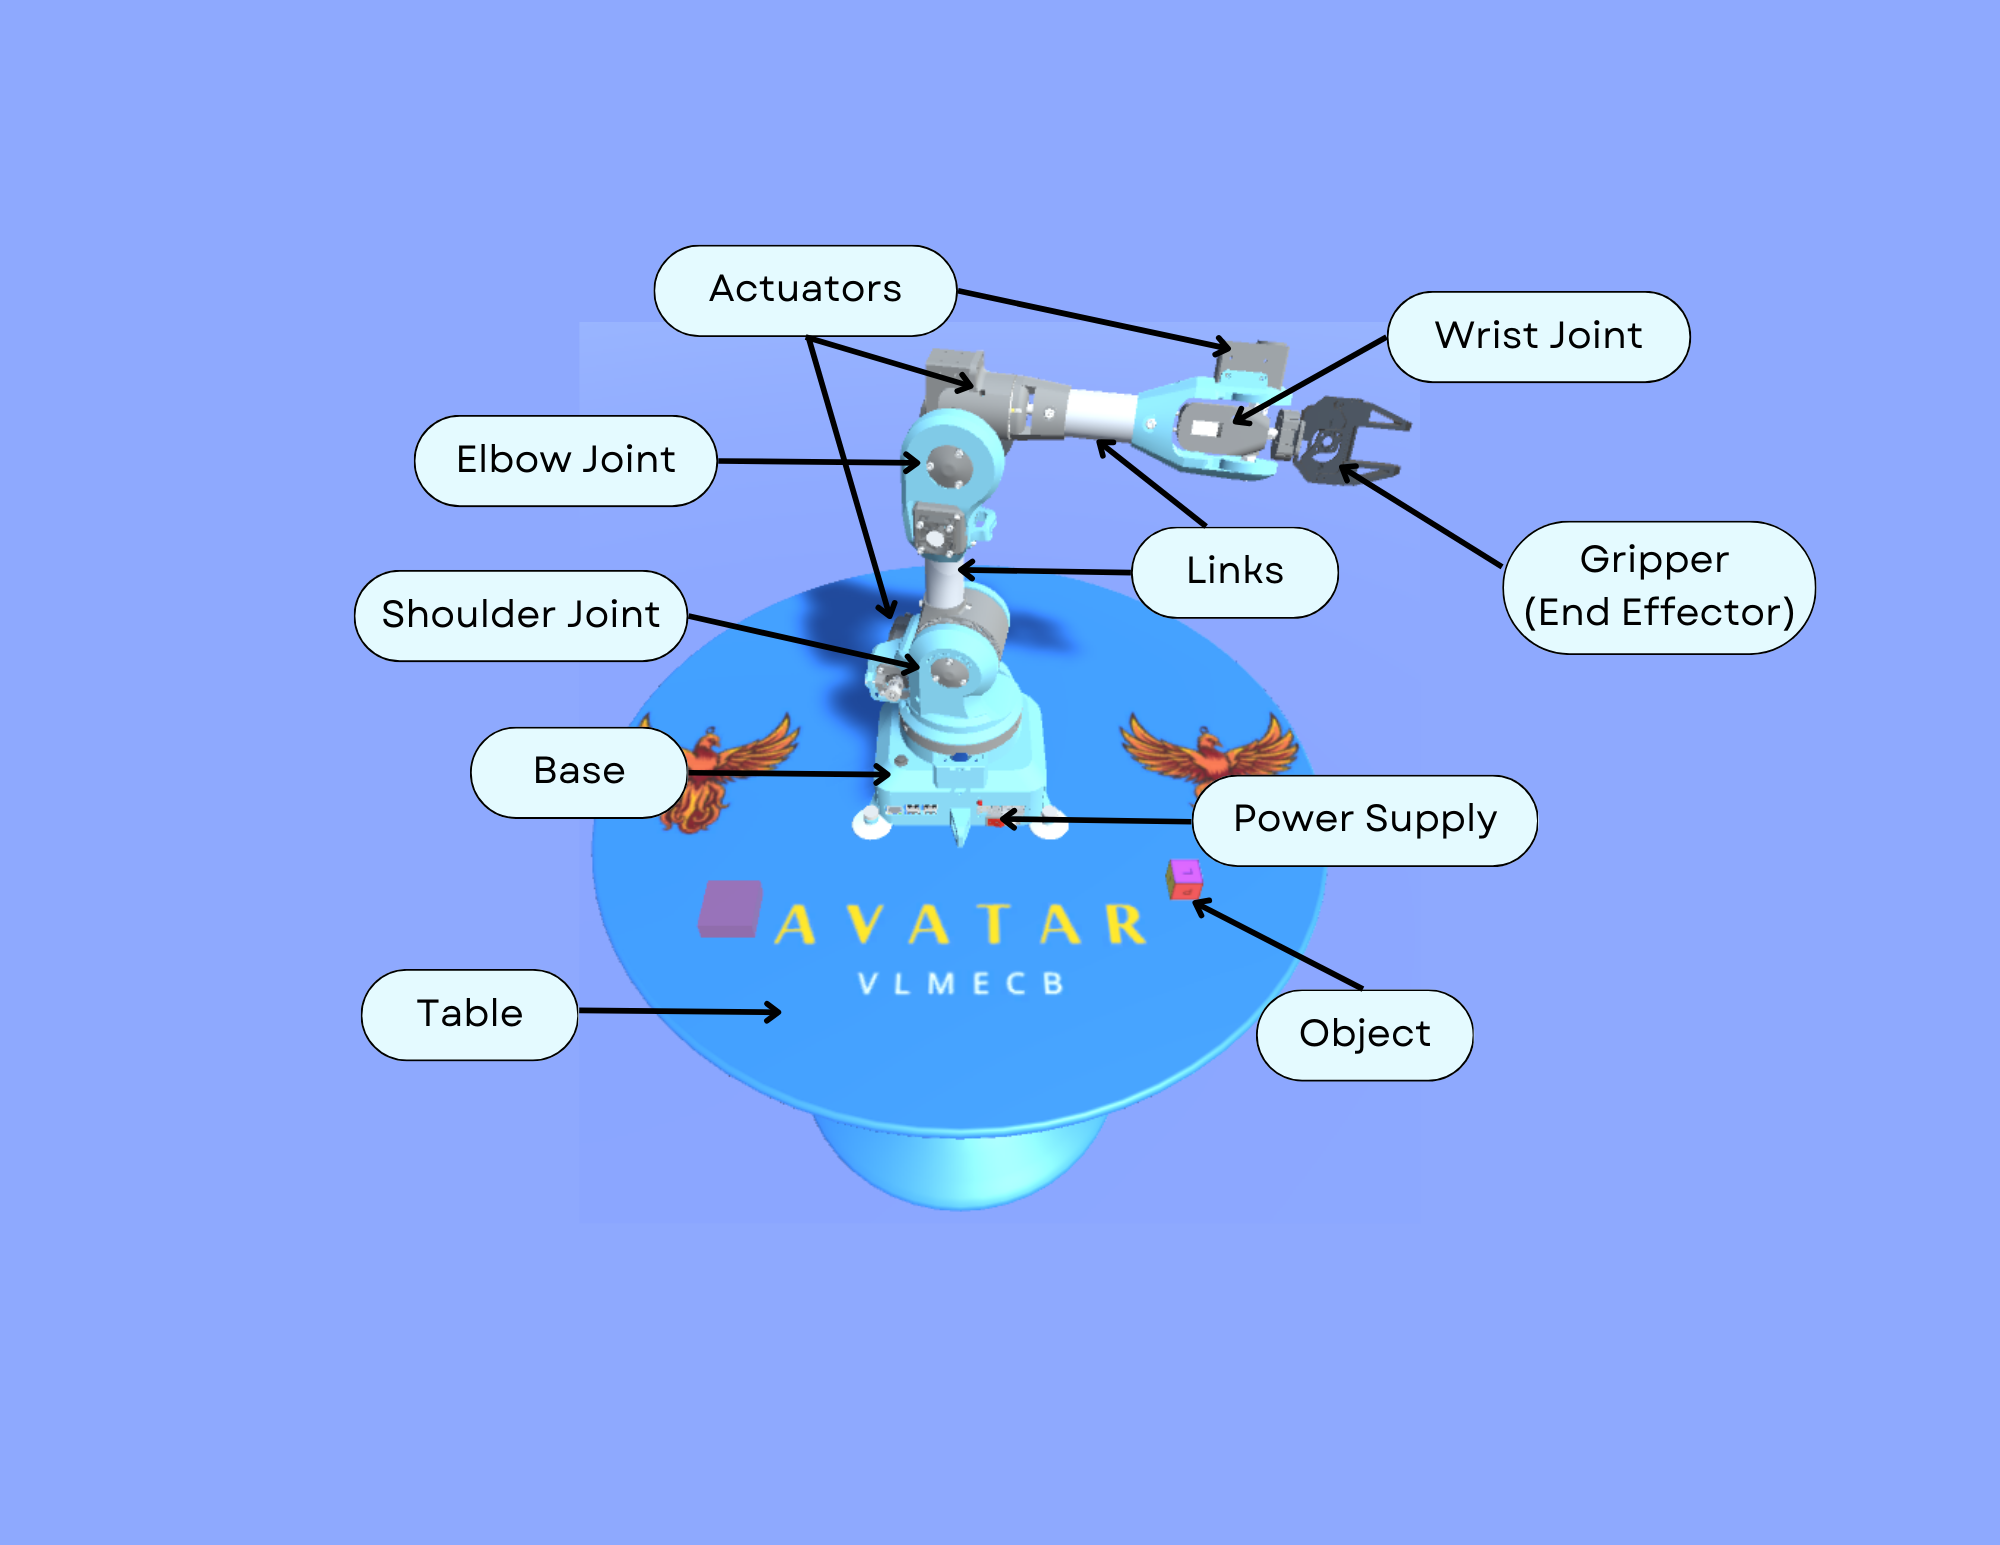 Actuators
Wrist Joint
Elbow Joint
Links
Gripper
(End Effector)
Shoulder Joint
Base
Power Supply
AVATAR
VLMECB
Table
Object